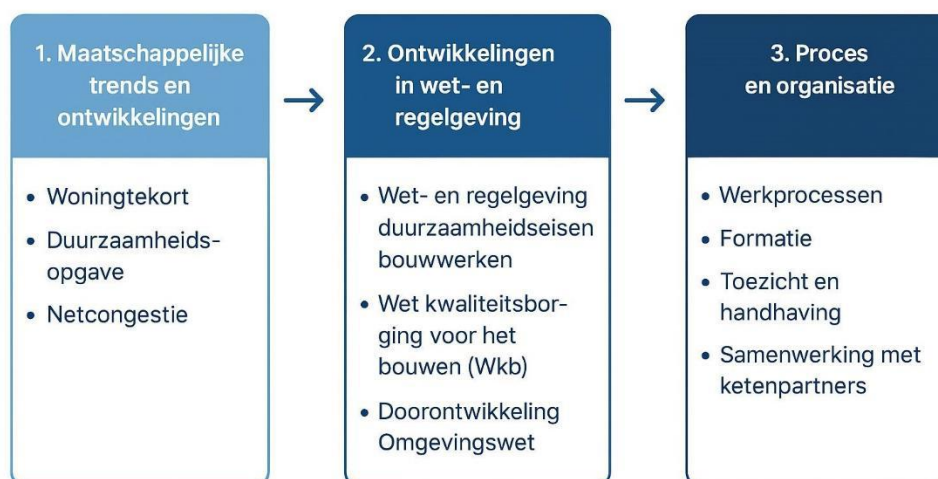 1. Maatschappelijke
trends en
ontwikkelingen
• Woningtekort
• Duurzaamheids-
opgave
• Netcongestie
2. Ontwikkelingen
in wet- en
regelgeving
• Wet- en regelgeving
duurzaamheidseisen
bouwwerken
• Wet kwaliteitsbor-
ging voor het
bouwen (Wkb)
• Doorontwikkeling
Omgevingswet
3. Proces
en organisatie
• Werkprocessen
• Formatie
• Toezicht en
handhaving
• Samenwerking met
ketenpartners